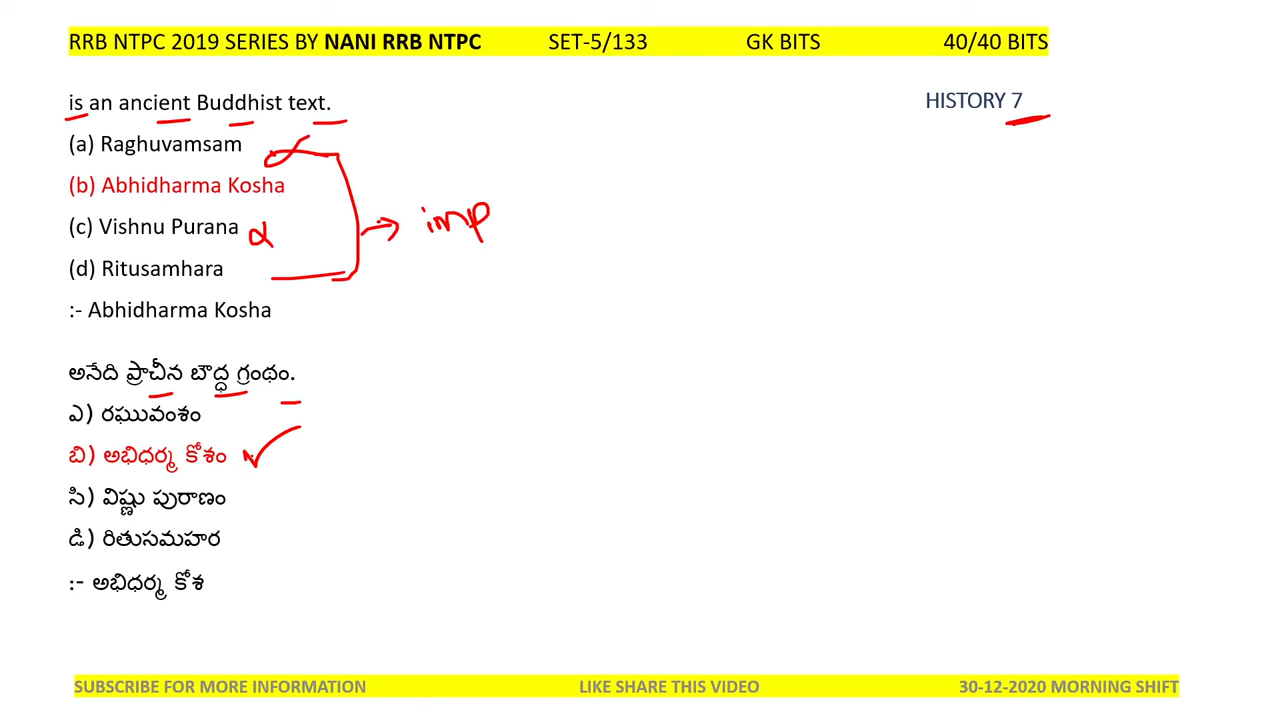 RRB NTPC 2019 SERIES BY NANI RRB NTPC SET-5/133 GK BITS 40/40 BITS
is an ancient Buddhist text. HISTORY 7
(a) Raghuvamsam
(b) Abhidharma Kosha
(c) Vishnu Purana
imp
(d) Ritusamhara
:- Abhidharma Kosha
అనేది ప్రాచీన బౌద్ధ గ్రంథం.
ఎ) రఘువంశం
బి) అభిధర్మ కోశం
సి) విష్ణు పురాణం
డి) రితుసమహర
:- అభిధర్మ కోశ
SUBSCRIBE FOR MORE INFORMATION LIKE SHARE THIS VIDEO 30-12-2020 MORNING SHIFT